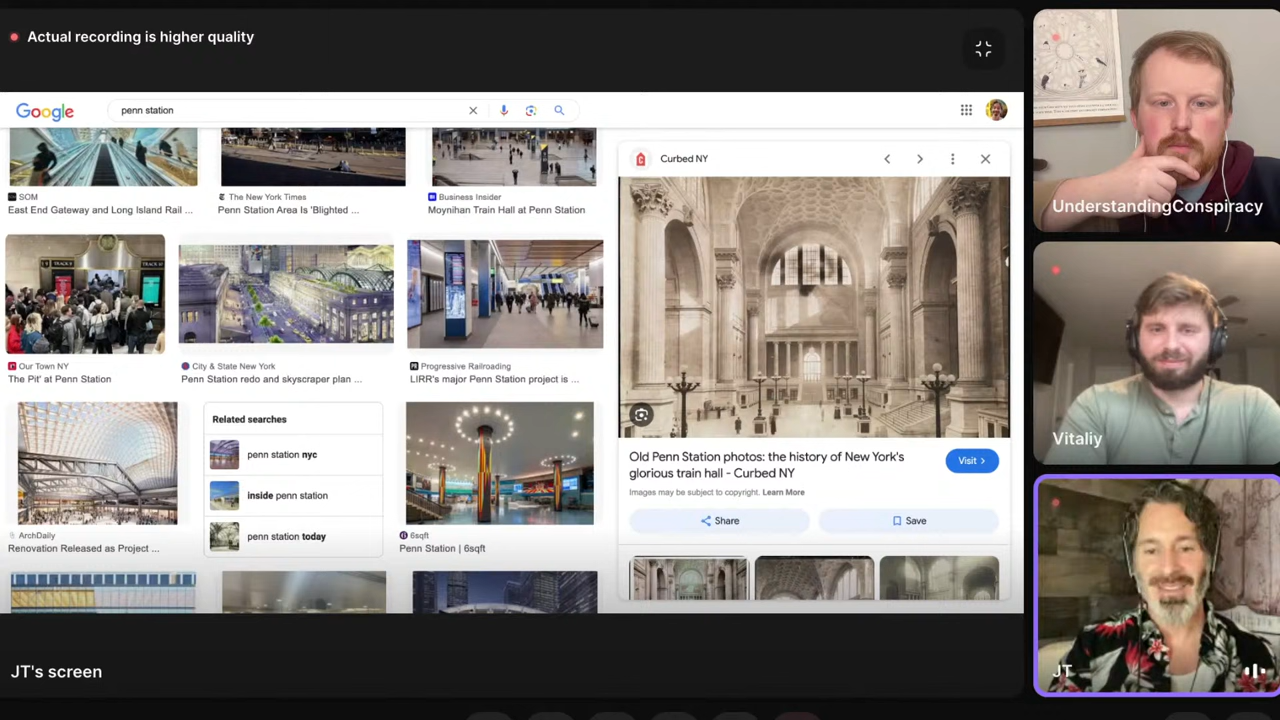 Actual recording is higher quality
Google
penn station
SOM
East End Gateway and Long Island Rail ...
The New York Times
Penn Station Area Is 'Blighted ...
Business Insider
Moynihan Train Hall at Penn Station
Our Town NY
The Pit' at Penn Station
City & State New York
Penn Station redo and skyscraper plan ...
Progressive Railroading
LIRR's major Penn Station project is ...
ArchDaily
Renovation Released as Project ...
Related searches
penn station nyc
inside penn station
penn station today
6sqft
Penn Station | 6sqft
Curbed NY
Old Penn Station photos: the history of New York's
glorious train hall - Curbed NY
Visit
Images may be subject to copyright. Learn More
Share
Save
UnderstandingConspiracy
Vitaliy
JT
JT's screen